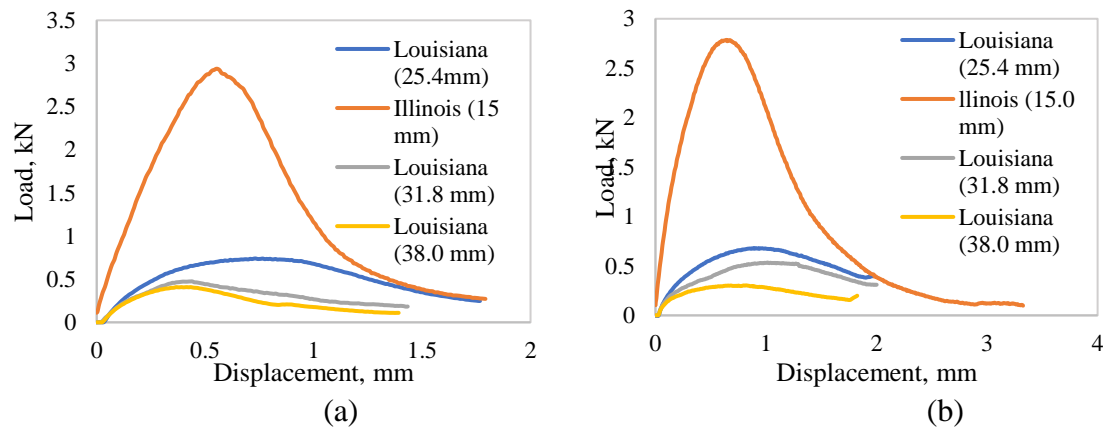 3.5
3
2.5
2
1.5
1
0.5
0
0
0.5
1
1.5
2
Load, kN
Displacement, mm
Louisiana
(25.4mm)
Illinois (15
mm)
Louisiana
(31.8 mm)
Louisiana
(38.0 mm)
(a)
3
2.5
2
1.5
1
0.5
0
0
1
2
3
4
Load, kN
Displacement, mm
Louisiana
(25.4 mm)
llinois (15.0
mm)
Louisiana
(31.8 mm)
Louisiana
(38.0 mm)
(b)